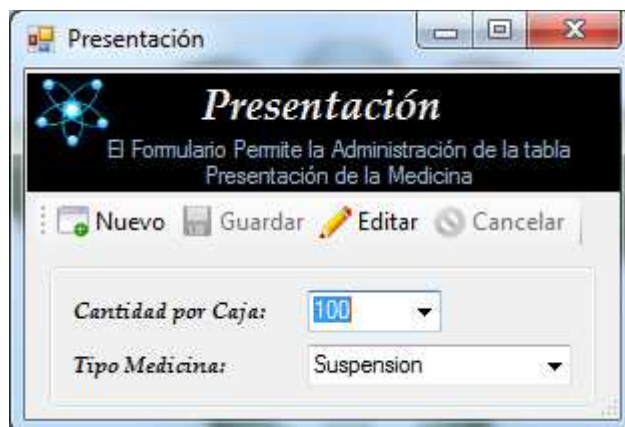 Presentación
Presentación
El Formulario Permite la Administración de la tabla
Presentación de la Medicina
Nuevo Guardar Editar Cancelar
Cantidad por Caja: 100
Tipo Medicina: Suspension